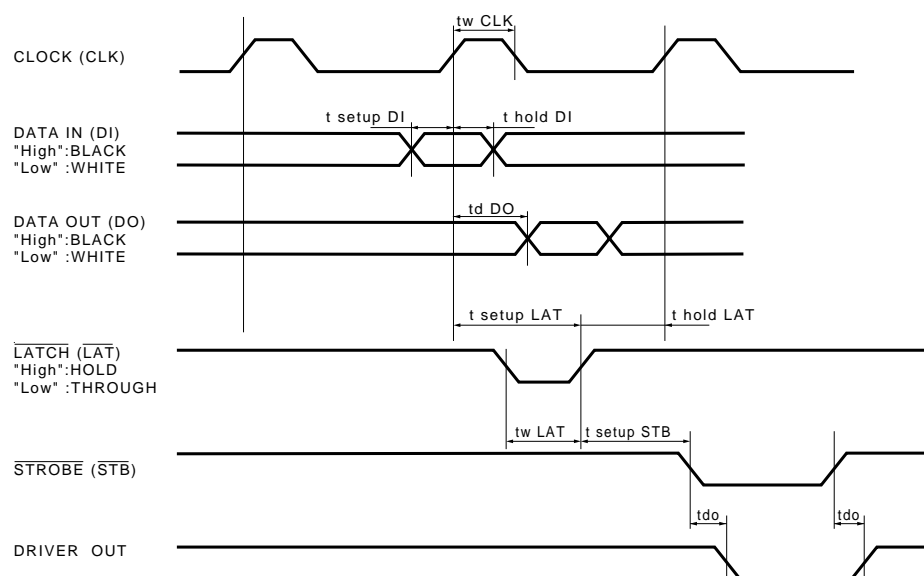 tw CLK
CLOCK (CLK)
t setup DI
t hold DI
DATA IN (DI)
"High":BLACK
"Low" :WHITE
td DO
DATA OUT (DO)
"High":BLACK
"Low" :WHITE
t setup LAT
t hold LAT
LATCH (LAT)
"High":HOLD
"Low" :THROUGH
tw LAT
t setup STB
STROBE (STB)
tdo
tdo
DRIVER OUT